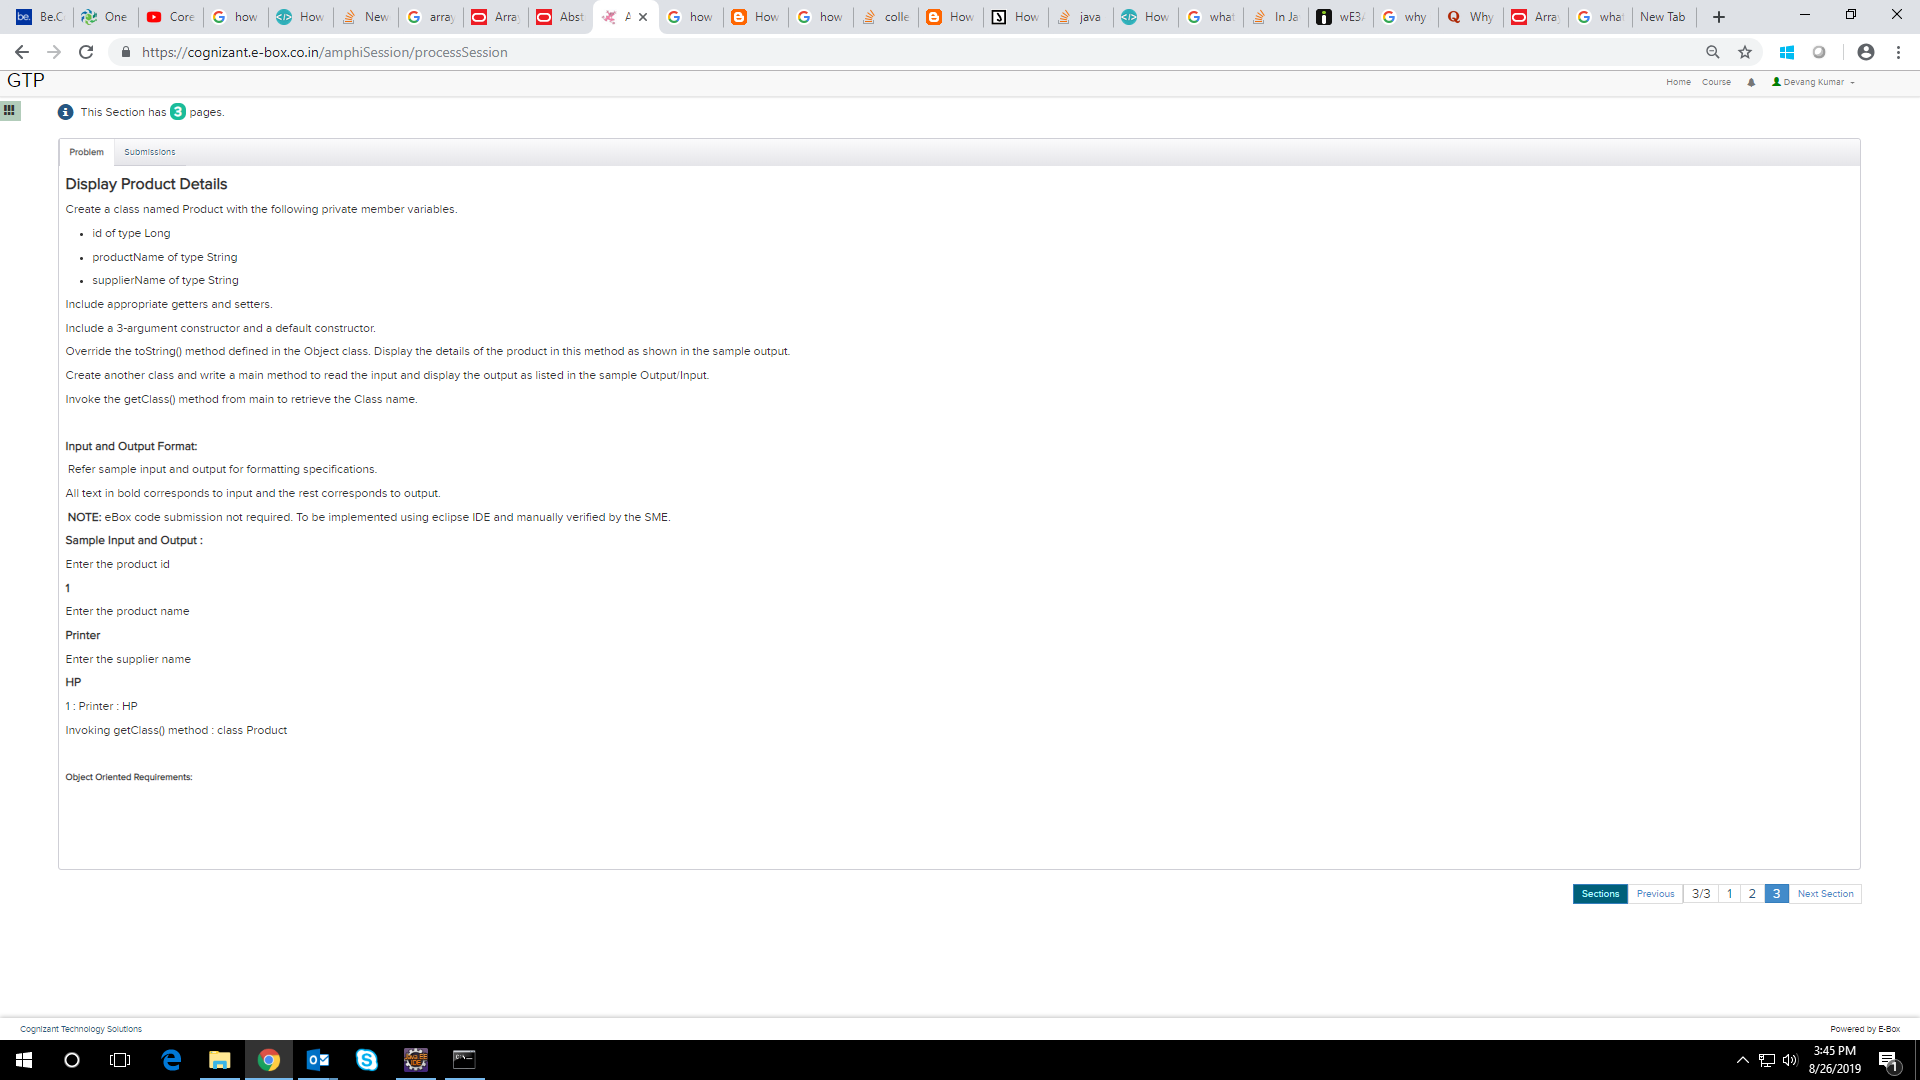 Be.C One Core how How New array Array Abst A how How how colle How How java How what In Ja wE3/ why Why Array what New Tab
https://cognizant.e-box.co.in/amphiSession/processSession
GTP
Home Course Devang Kumar
This Section has 3 pages.
Problem Submissions
Display Product Details
Create a class named Product with the following private member variables.
• id of type Long
• productName of type String
• supplierName of type String
Include appropriate getters and setters.
Include a 3-argument constructor and a default constructor.
Override the toString() method defined in the Object class. Display the details of the product in this method as shown in the sample output.
Create another class and write a main method to read the input and display the output as listed in the sample Output/Input.
Invoke the getClass() method from main to retrieve the Class name.
Input and Output Format:
Refer sample input and output for formatting specifications.
All text in bold corresponds to input and the rest corresponds to output.
NOTE: eBox code submission not required. To be implemented using eclipse IDE and manually verified by the SME.
Sample Input and Output :
Enter the product id
1
Enter the product name
Printer
Enter the supplier name
HP
1 : Printer : HP
Invoking getClass() method : class Product
Object Oriented Requirements:
Sections Previous 3/3 1 2 3 Next Section
Cognizant Technology Solutions Powered by E-Box
3:45 PM
8/26/2019
1